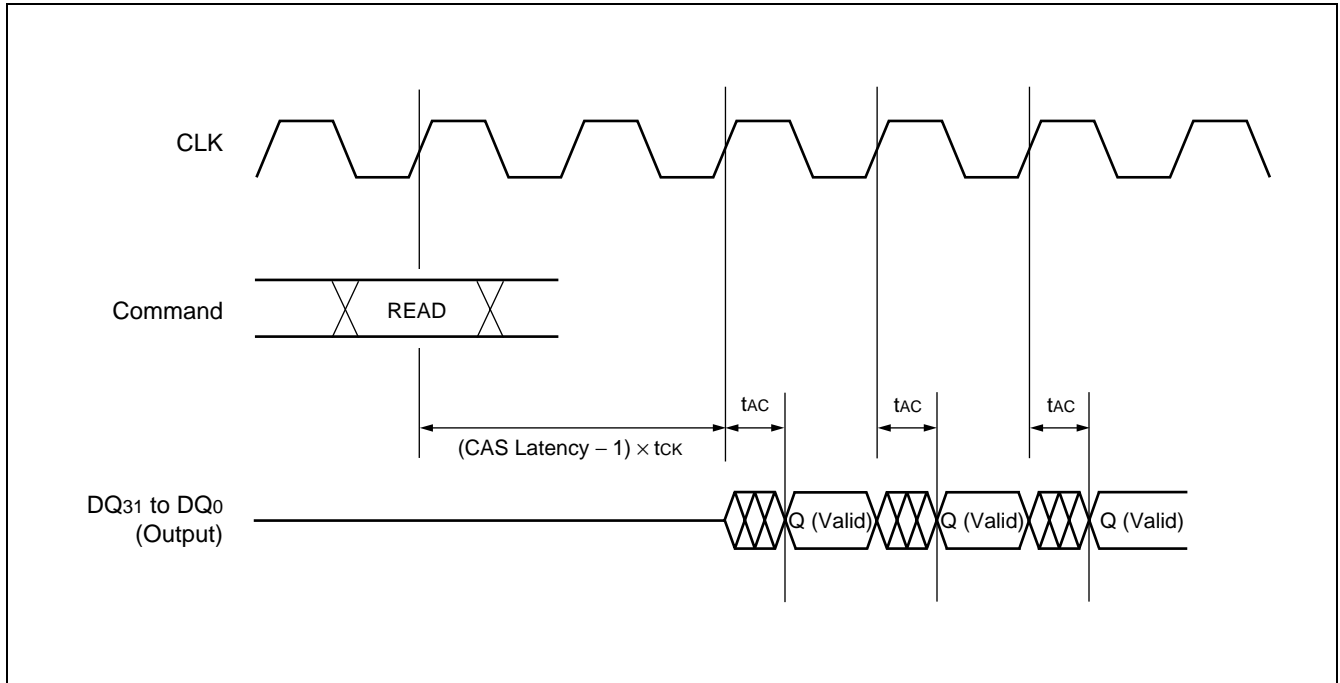 CLK
Command
READ
tAC
tAC
tAC
(CAS Latency − 1) × tCK
DQ31 to DQ0
(Output)
Q (Valid)
Q (Valid)
Q (Valid)